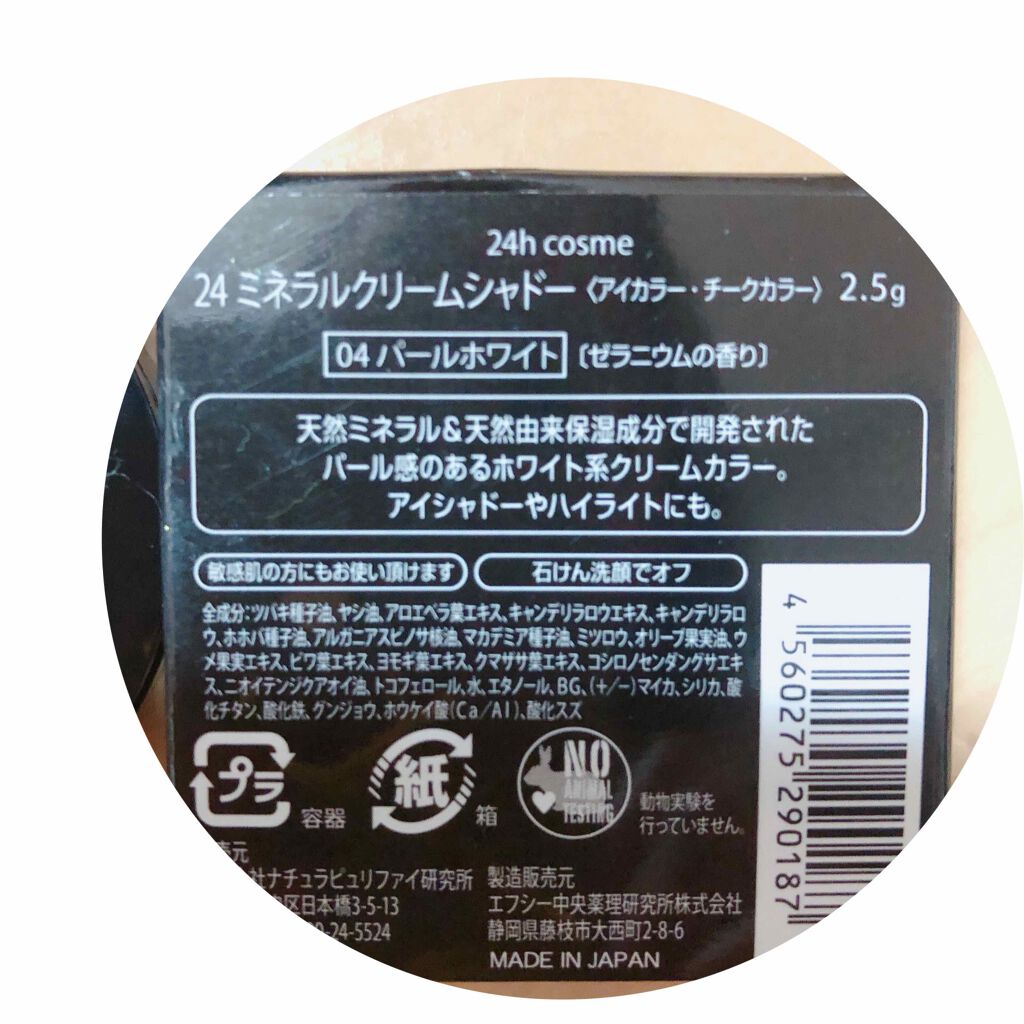 24h cosme
24 ミネラルクリームシャドー〈アイカラー・チークカラー〉 2.5g
04 パールホワイト〔ゼラニウムの香り〕
天然ミネラル&天然由来保湿成分で開発された
パール感のあるホワイト系クリームカラー。
アイシャドーやハイライトにも。
敏感肌の方にもお使い頂けます 石けん洗顔でオフ
全成分:ツバキ種子油、ヤシ油、アロエベラ葉エキス、キャンデリラロウエキス、キャンデリラロ
ウ、ホホバ種子油、アルガニアスピノサ核油、マカデミア種子油、ミツロウ、オリーブ果実油、ウ
メ果実エキス、ビワ葉エキス、ヨモギ葉エキス、クマザサ葉エキス、コシロノセンダングサエキ
ス、ニオイテンジクアオイ油、トコフェロール、水、エタノール、BG、(+/-)マイカ、シリカ、酸
化チタン、酸化鉄、グンジョウ、ホウケイ酸(Ca/Al)、酸化スズ
プラ 容器 紙 箱
NO
ANIMAL
TESTING
動物実験を
行っていません。
売元
社ナチュラピュリファイ研究所
区日本橋3-5-13
0-24-5524
製造販売元
エフシー中央薬理研究所株式会社
静岡県藤枝市大西町2-8-6
MADE IN JAPAN
4 560275 290187